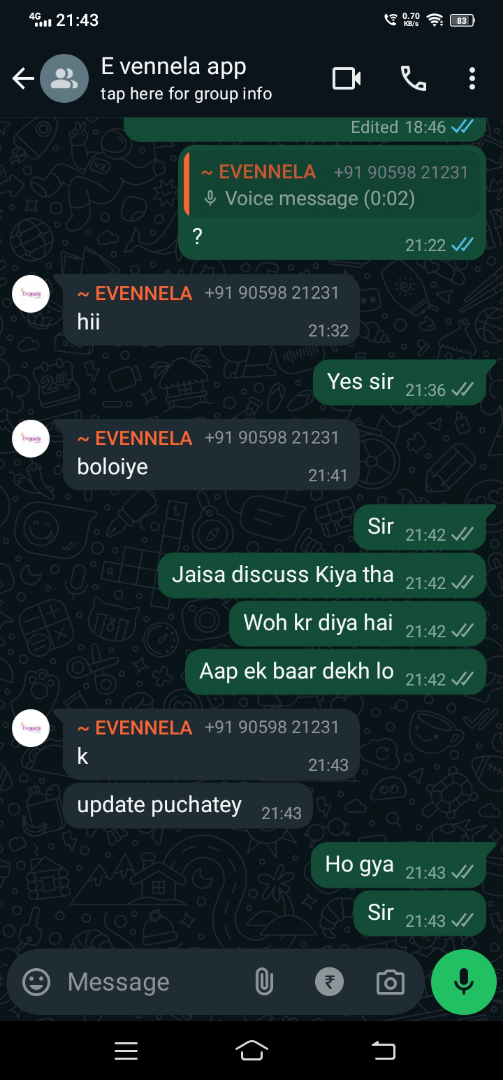 4G 21:43 0.70 KB/s 83
E vennela app
tap here for group info
Edited 18:46
~ EVENNELA +91 90598 21231
Voice message (0:02)
?
21:22
~ EVENNELA +91 90598 21231
hii
21:32
Yes sir 21:36
~ EVENNELA +91 90598 21231
boloiye
21:41
Sir 21:42
Jaisa discuss Kiya tha 21:42
Woh kr diya hai 21:42
Aap ek baar dekh lo 21:42
~ EVENNELA +91 90598 21231
k
21:43
update puchatey 21:43
Ho gya 21:43
Sir 21:43
Message ₹